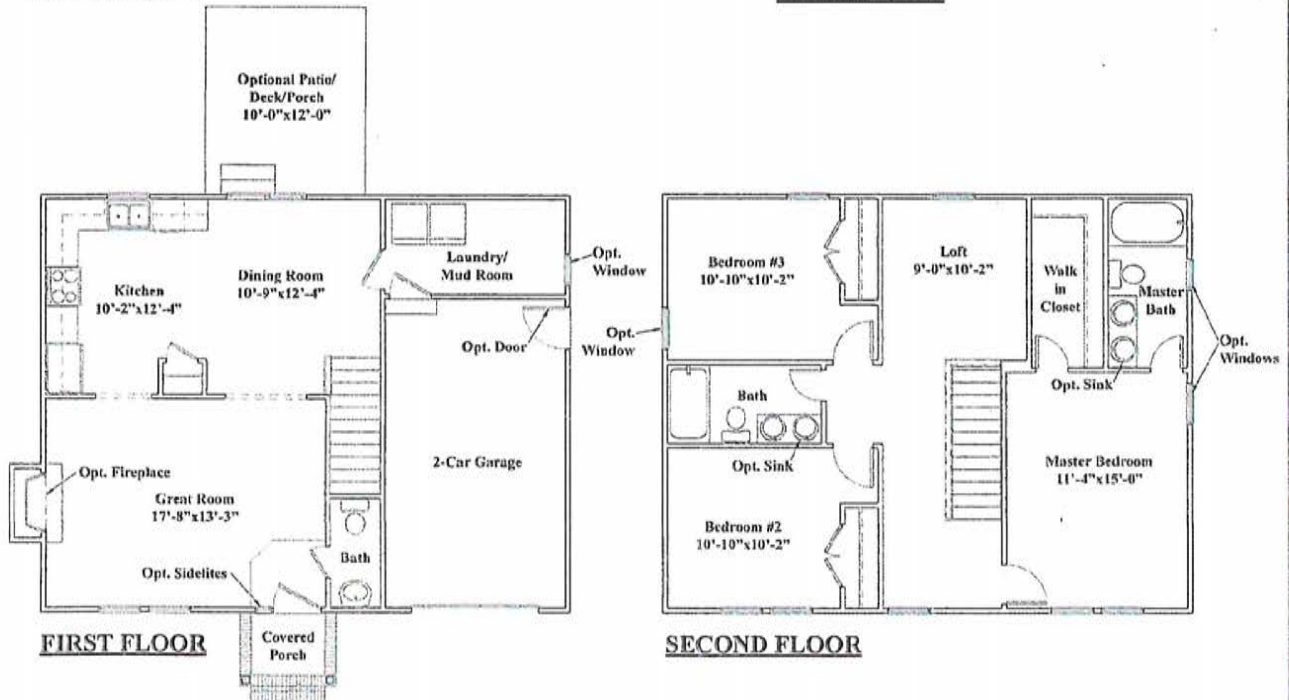 Optional Patio/
Deck/Porch
10'-0"x12'-0"
Kitchen
10'-2"x12'-4"
Dining Room
10'-9"x12'-4"
Laundry/
Mud Room
Opt.
Window
Opt. Door
2-Car Garage
Opt. Fireplace
Great Room
17'-8"x13'-3"
Opt. Sidelites
Bath
Covered
Porch
FIRST FLOOR
Bedroom #3
10'-10"x10'-2"
Opt.
Window
Loft
9'-0"x10'-2"
Walk
in
Closet
Master
Bath
Opt.
Windows
Opt. Sink
Bath
Opt. Sink
Master Bedroom
11'-4"x15'-0"
Bedroom #2
10'-10"x10'-2"
SECOND FLOOR